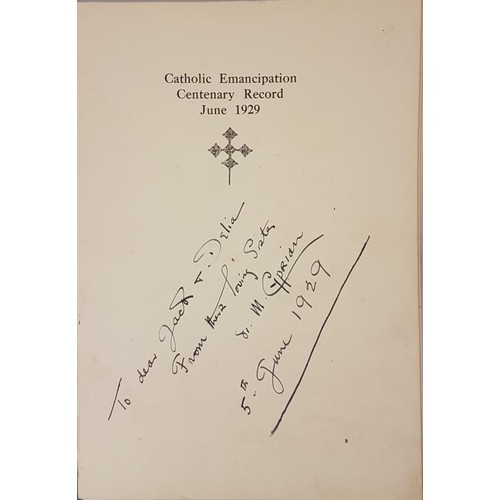 Catholic Emancipation
Centenary Record
June 1929
To dear Jack & Delia
From their loving Sister
Sr. M. Cyprian
5th June 1929
B